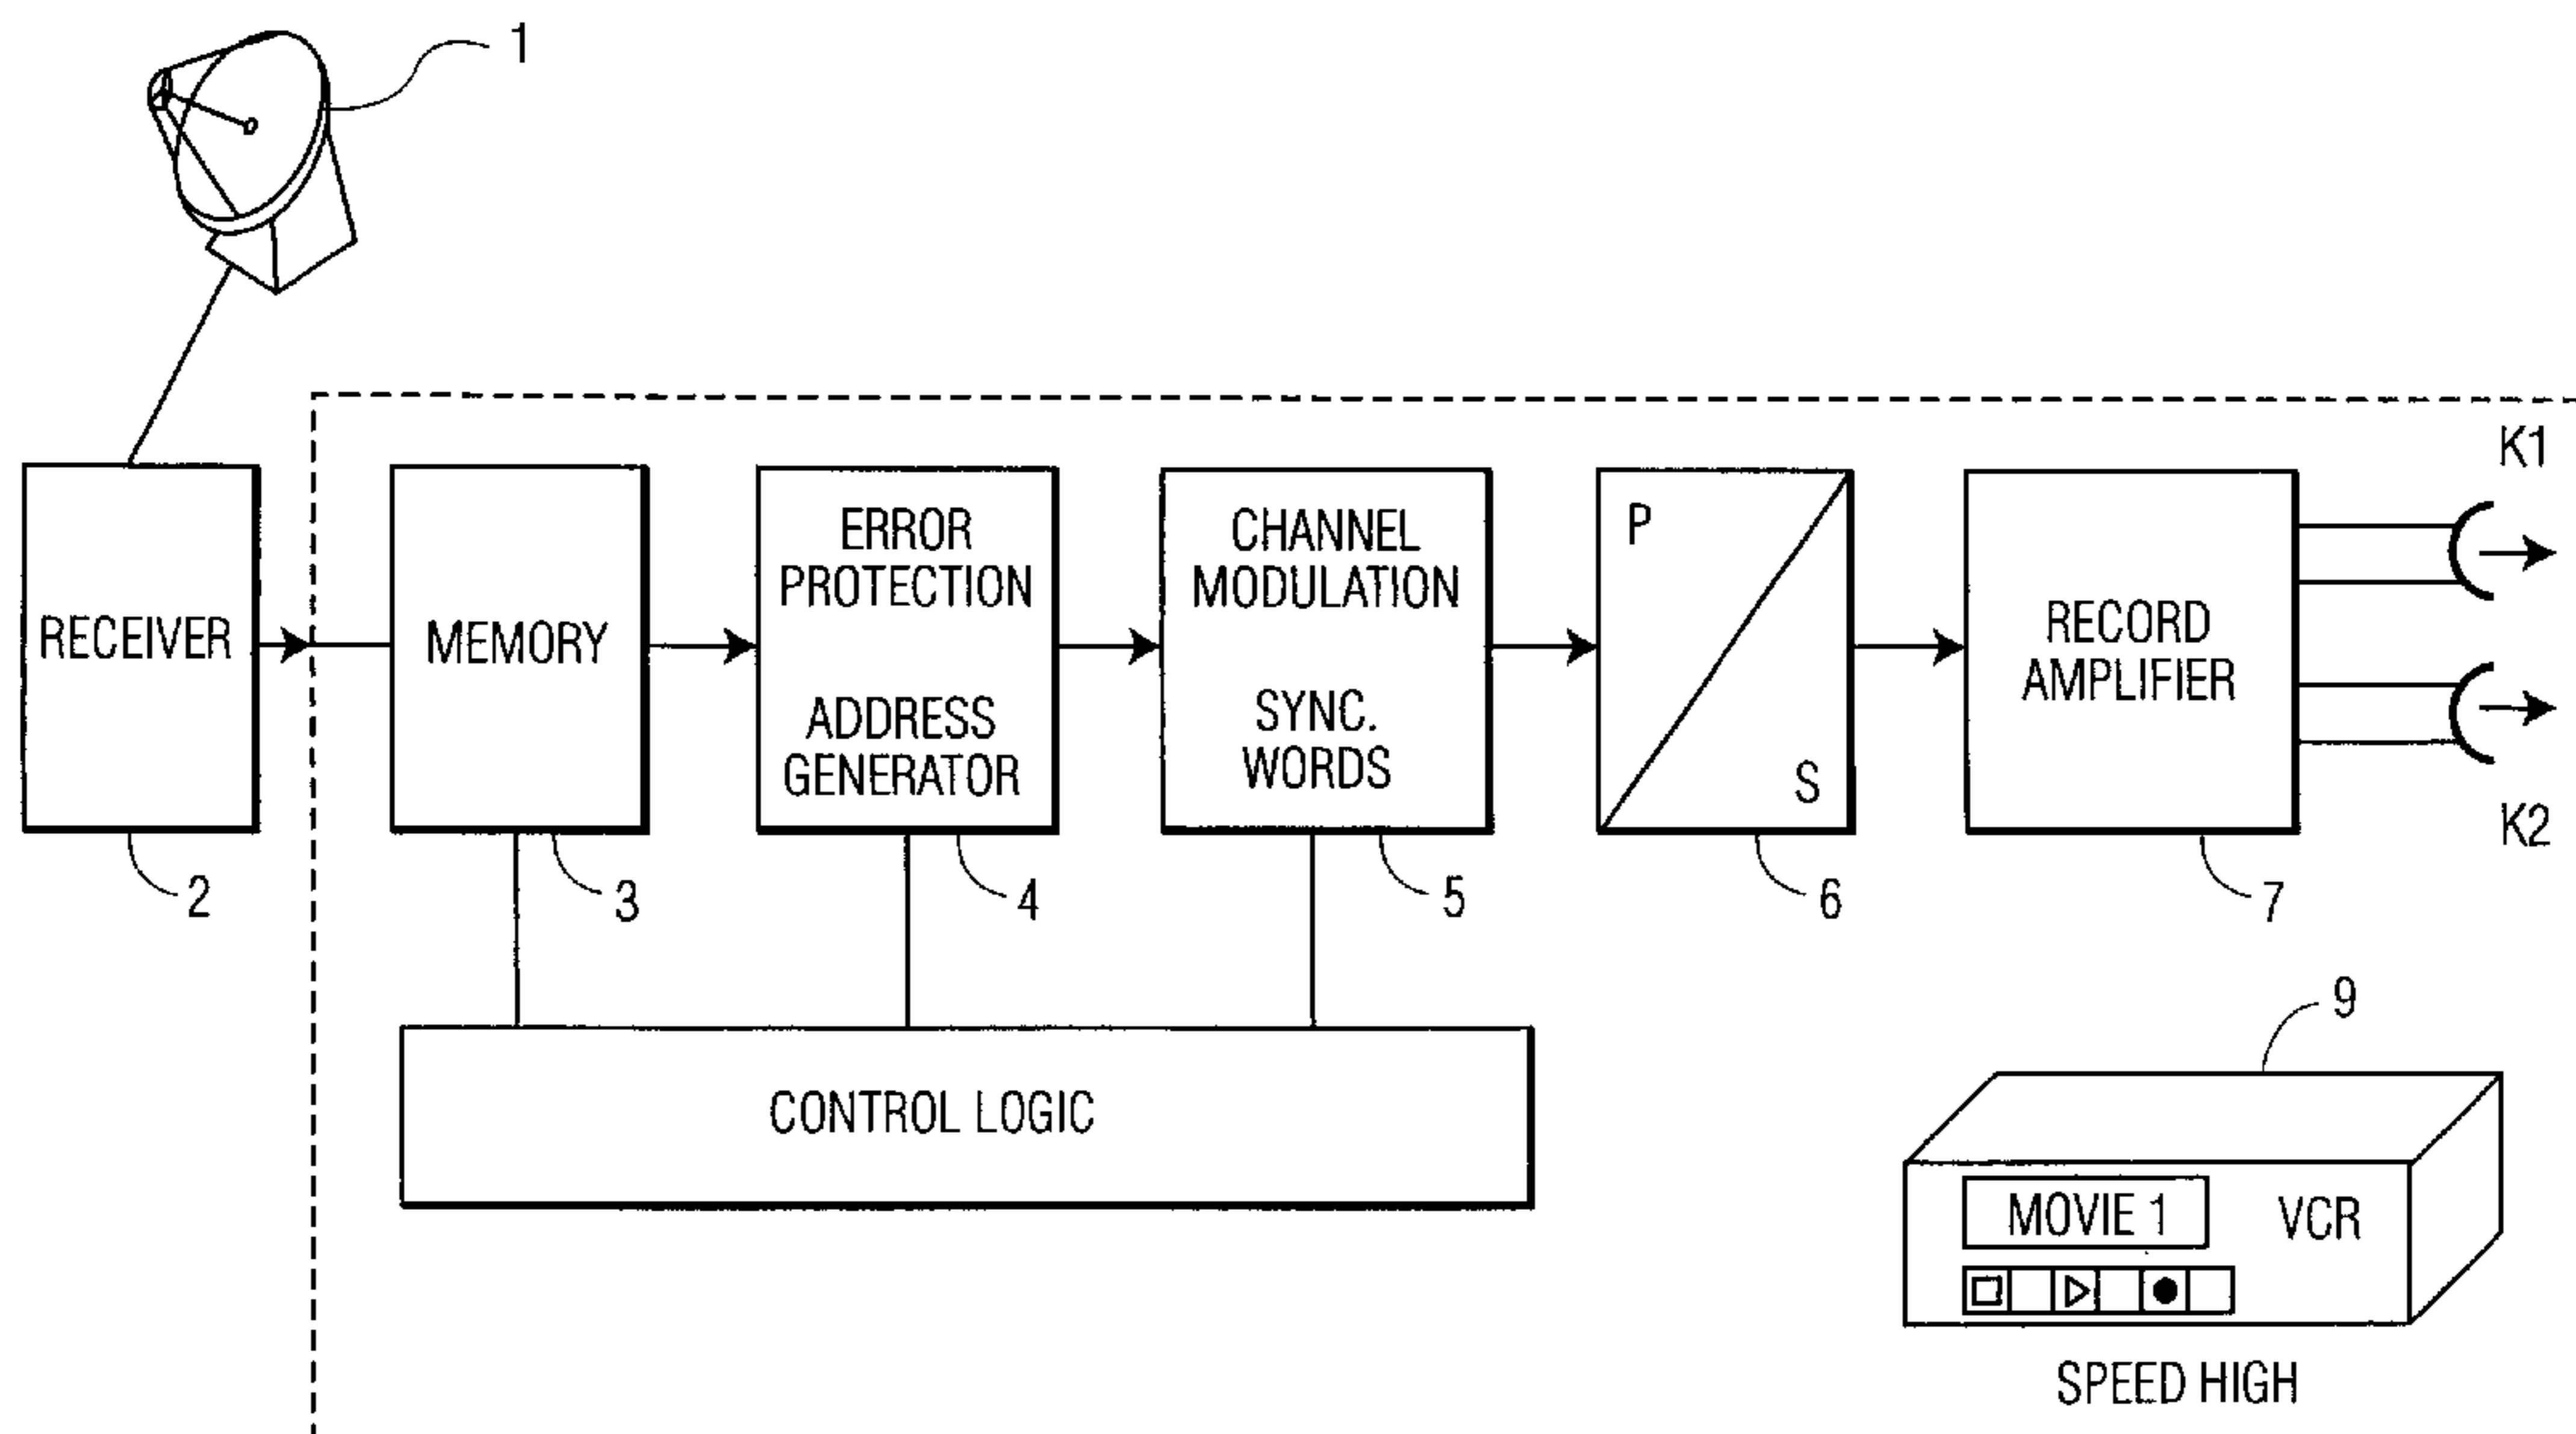 1
K1
RECEIVER
MEMORY
ERROR
PROTECTION
ADDRESS
GENERATOR
CHANNEL
MODULATION
SYNC.
WORDS
P
S
RECORD
AMPLIFIER
K2
2
3
4
5
6
7
CONTROL LOGIC
9
MOVIE 1
VCR
SPEED HIGH